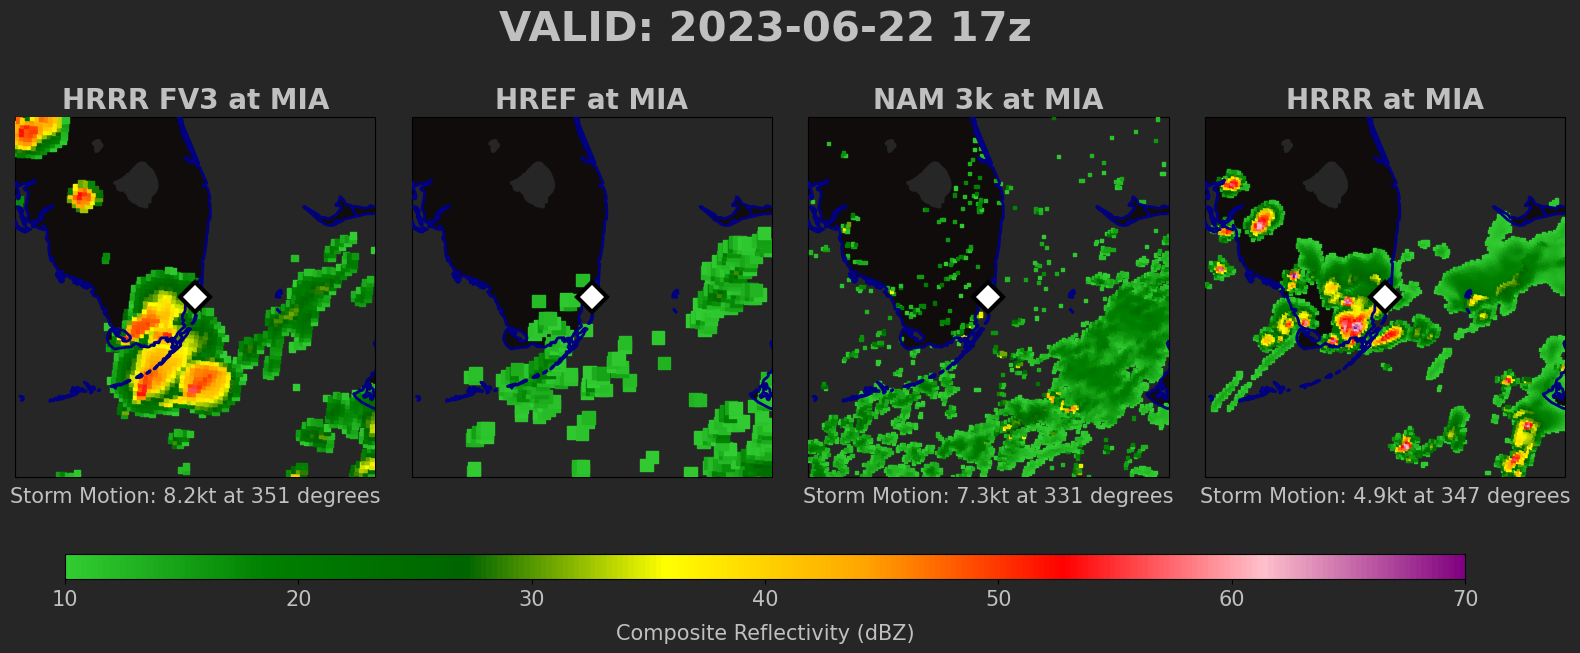 VALID: 2023-06-22 17z
HRRR FV3 at MIA
HREF at MIA
NAM 3k at MIA
HRRR at MIA
Storm Motion: 8.2kt at 351 degrees
Storm Motion: 7.3kt at 331 degrees
Storm Motion: 4.9kt at 347 degrees
10 20 30 40 50 60 70
Composite Reflectivity (dBZ)